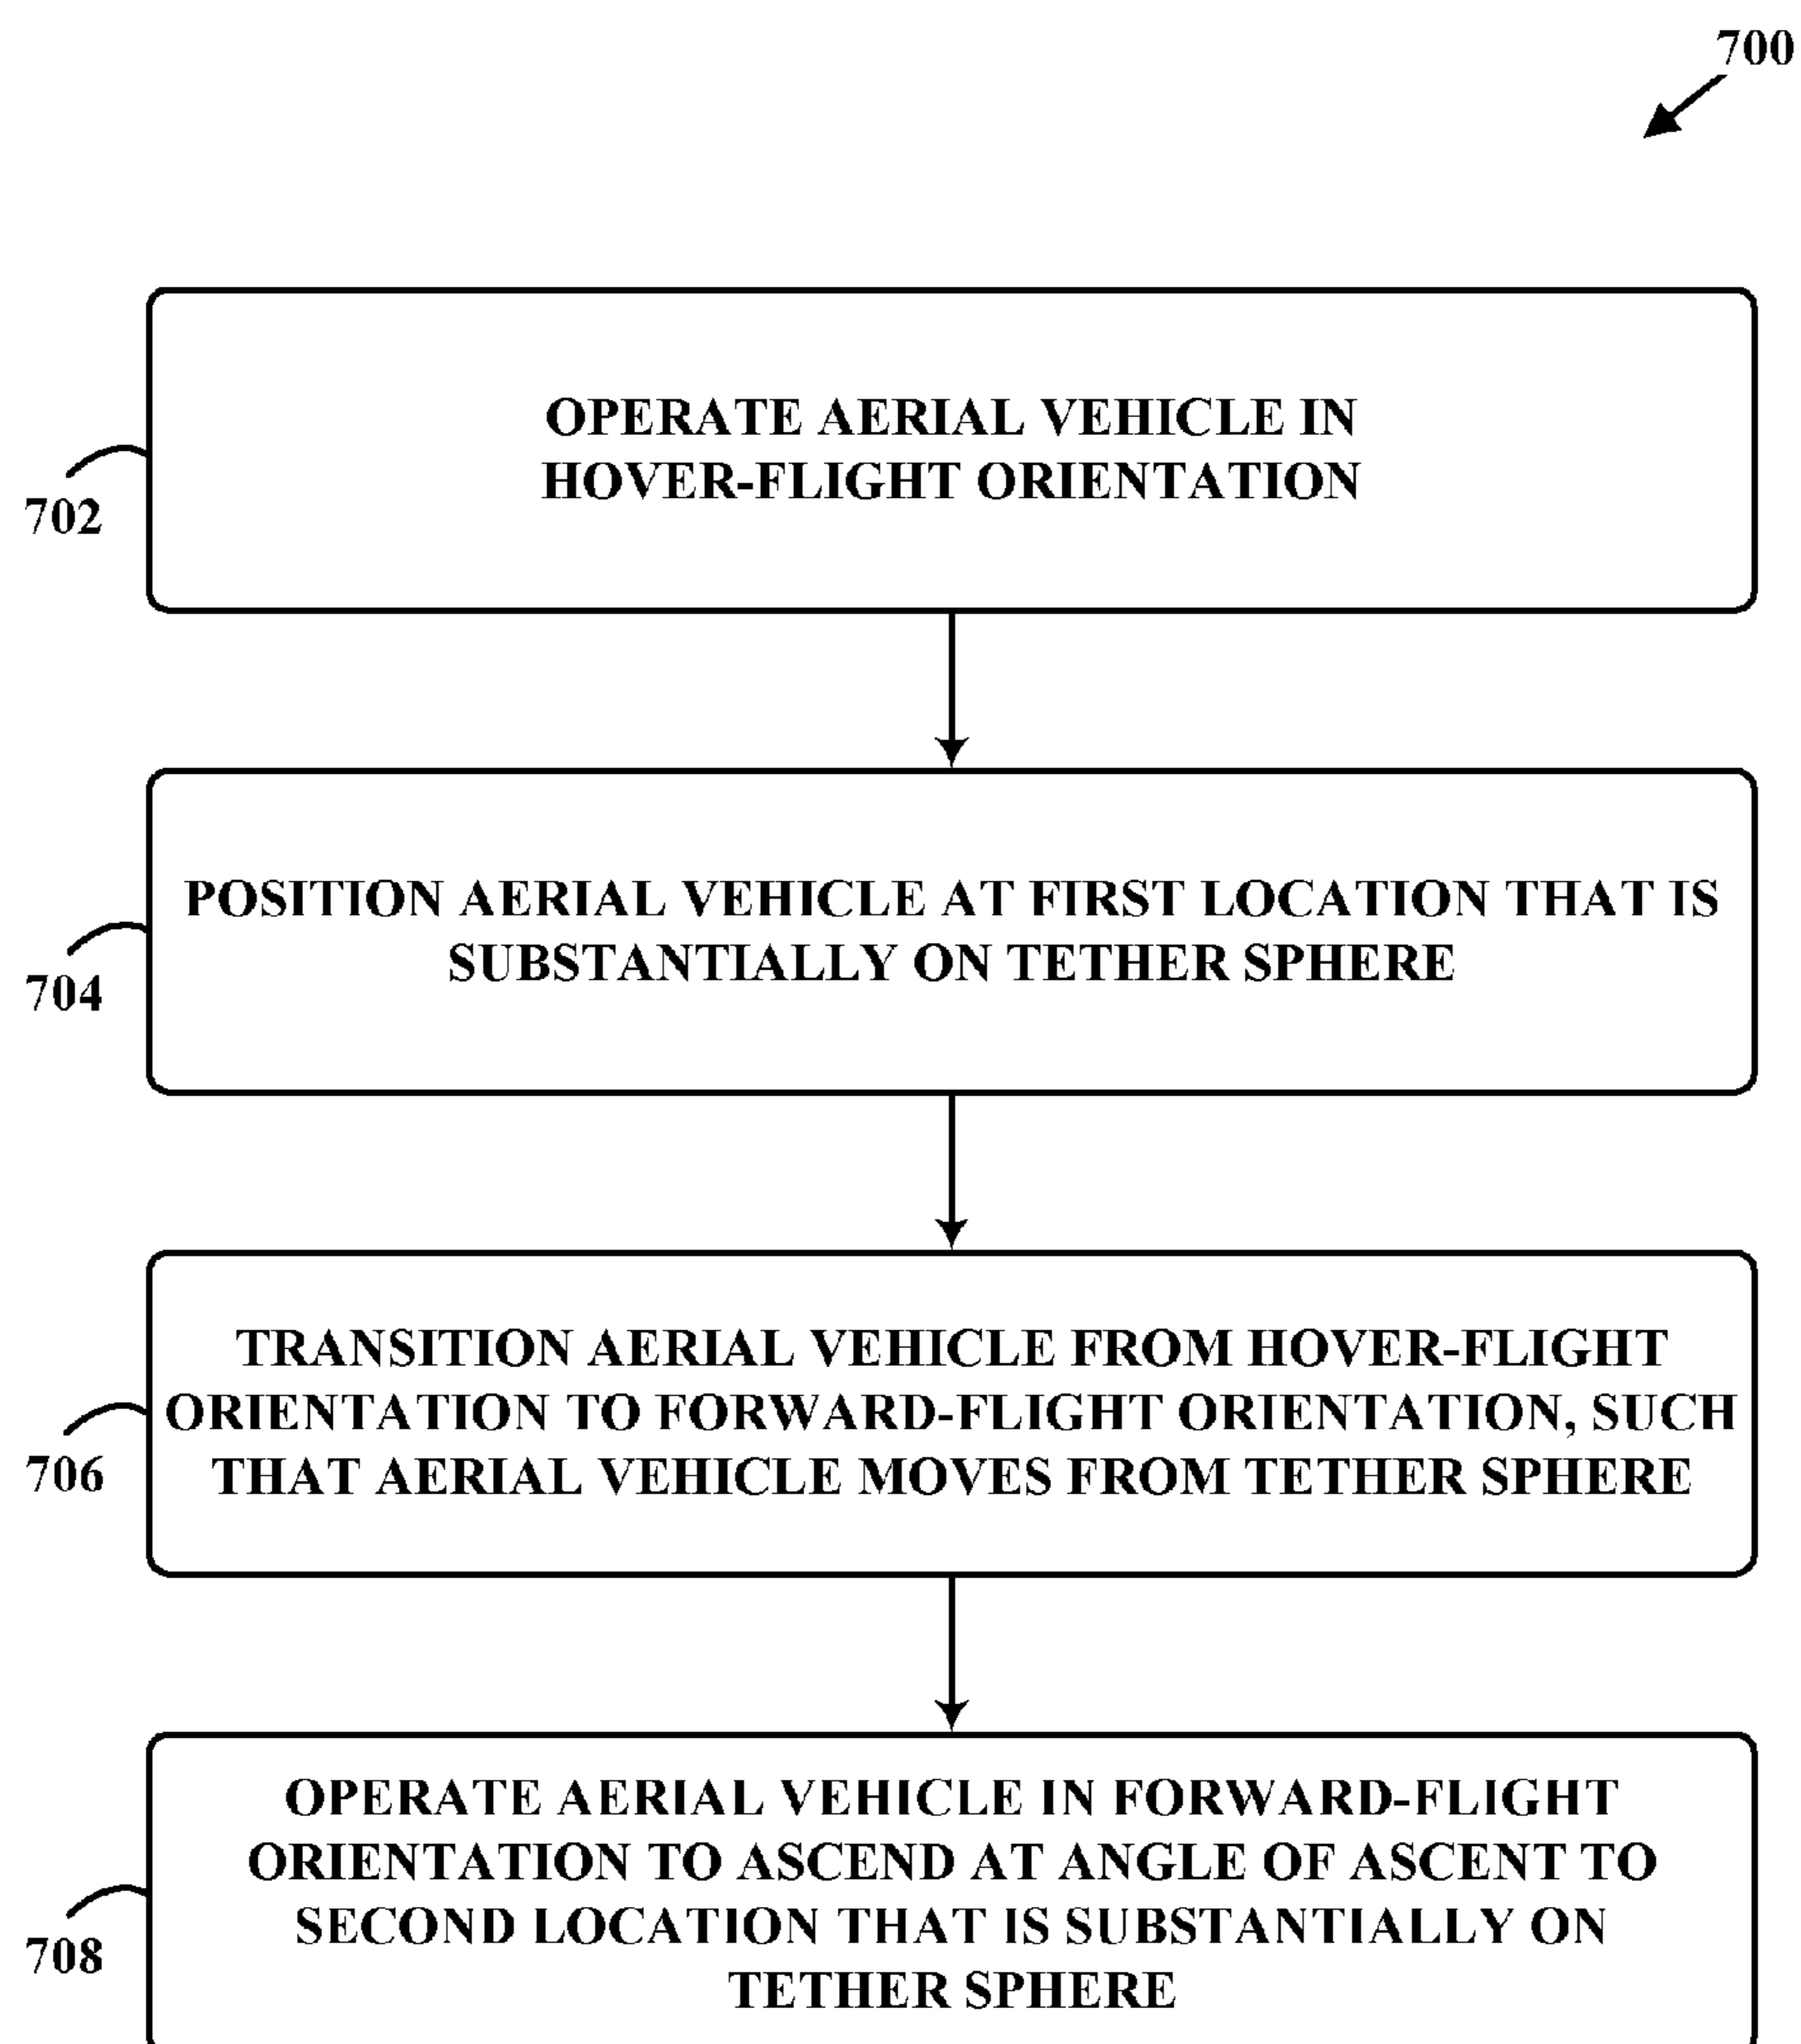 700
OPERATE AERIAL VEHICLE IN
HOVER-FLIGHT ORIENTATION
702
POSITION AERIAL VEHICLE AT FIRST LOCATION THAT IS
SUBSTANTIALLY ON TETHER SPHERE
704
TRANSITION AERIAL VEHICLE FROM HOVER-FLIGHT
ORIENTATION TO FORWARD-FLIGHT ORIENTATION, SUCH
THAT AERIAL VEHICLE MOVES FROM TETHER SPHERE
706
OPERATE AERIAL VEHICLE IN FORWARD-FLIGHT
ORIENTATION TO ASCEND AT ANGLE OF ASCENT TO
SECOND LOCATION THAT IS SUBSTANTIALLY ON
TETHER SPHERE
708